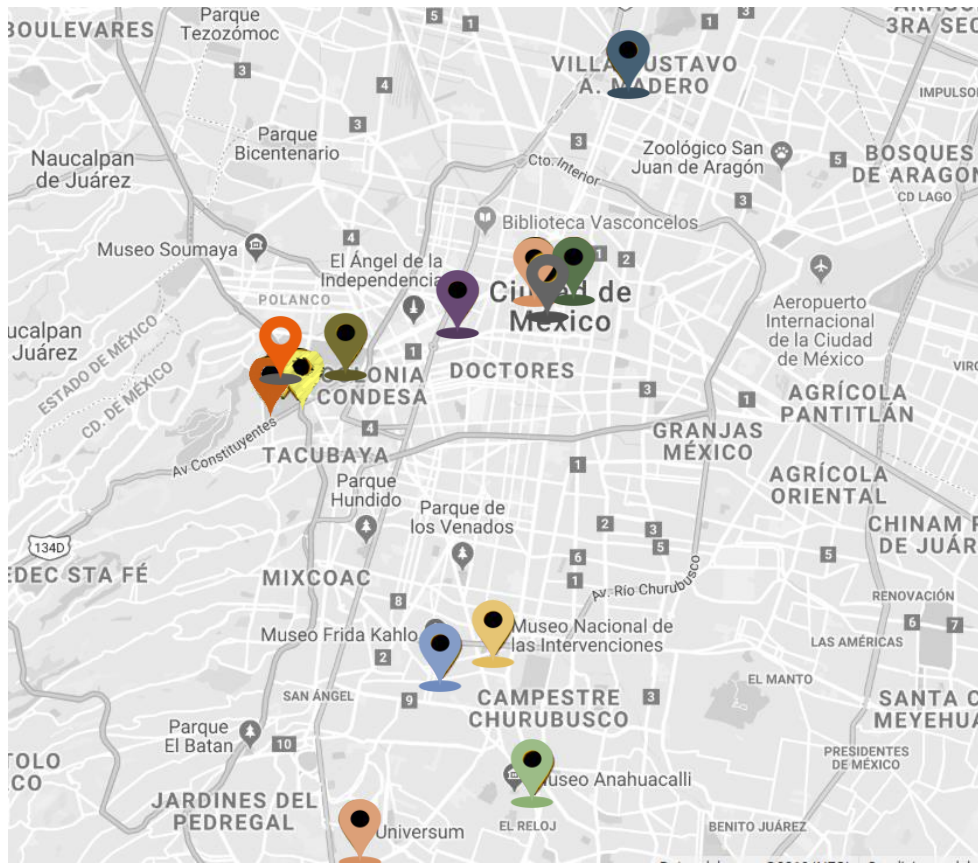 BOULEVARES
Parque
Tezozómoc
5
1
1
3RA SEC
3
4
VILLA GUSTAVO
A. MADERO
IMPULSOR
Naucalpan
de Juárez
Parque
Bicentenario
3
3
Cto. Interior
Zoológico San
Juan de Aragón
5
BOSQUES
DE ARAGÓN
CD LAGO
3
Museo Soumaya
4
Biblioteca Vasconcelos
El Ángel de la
Independencia
1
2
POLANCO
Ciudad de
México
Aeropuerto
Internacional
de la Ciudad
de México
ucalpan
Juárez
ESTADO DE MÉXICO
CD. DE MÉXICO
1
COLONIA
CONDESA
DOCTORES
3
1
AGRÍCOLA
PANTITLÁN
Av Constituyentes
4
TACUBAYA
GRANJAS
MÉXICO
1
AGRÍCOLA
ORIENTAL
Parque
Hundido
Parque de
los Venados
2
3
5
CHINAM P
DE JUÁR
134D
6
5
EDEC STA FÉ
MIXCOAC
1
Av. Río Churubusco
RENOVACIÓN
8
Museo Frida Kahlo
Museo Nacional de
las Intervenciones
6
7
LAS AMÉRICAS
2
EL MANTO
SAN ÁNGEL
9
CAMPESTRE
CHURUBUSCO
3
SANTA C
MEYEHUA
Parque
El Batan
10
PRESIDENTES
DE MÉXICO
TOLO
CO
Museo Anahuacalli
JARDINES DEL
PEDREGAL
Universum
EL RELOJ
BENITO JUÁREZ